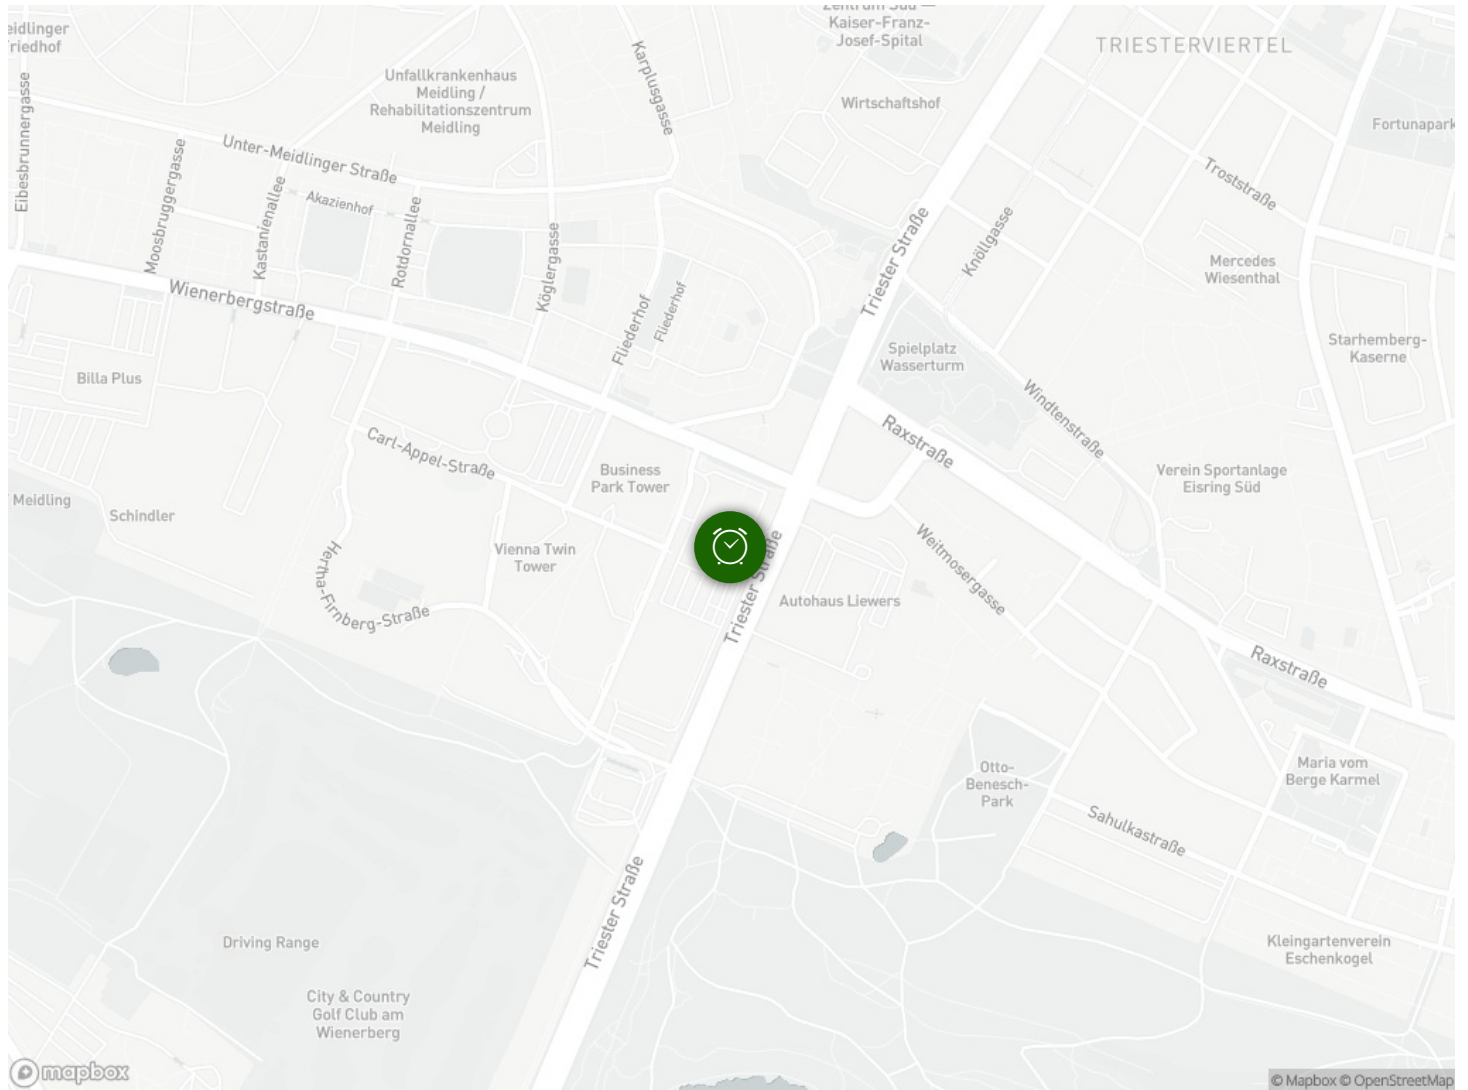 Zentrum Süd —
Kaiser-Franz-
Josef-Spital
TRIESTERVIERTEL
eidlinger
riedhof
Karplusgasse
Unfallkrankenhaus
Meidling /
Rehabilitationszentrum
Meidling
Wirtschaftshof
Fortunapark
Eibesbrunnergasse
Unter-Meidlinger Straße
Moosbruggergasse
Kastanienallee
Akazienhof
Rotdornallee
Troststraße
Triester Straße
Knöllgasse
Köglergasse
Mercedes
Wiesenthal
Wienerbergstraße
Fliederhof
Fliederhof
Spielplatz
Wasserturm
Starhemberg-
Kaserne
Billa Plus
Windtenstraße
Raxstraße
Carl-Appel-Straße
Business
Park Tower
Verein Sportanlage
Eisring Süd
Meidling
Schindler
Vienna Twin
Tower
Weitmosergasse
Hertha-Firnberg-Straße
Triester Straße
Autohaus Liewers
Raxstraße
Otto-
Benesch-
Park
Maria vom
Berge Karmel
Sahulkastraße
Triester Straße
Driving Range
Kleingartenverein
Eschenkogel
City & Country
Golf Club am
Wienerberg
mapbox
© Mapbox © OpenStreetMap